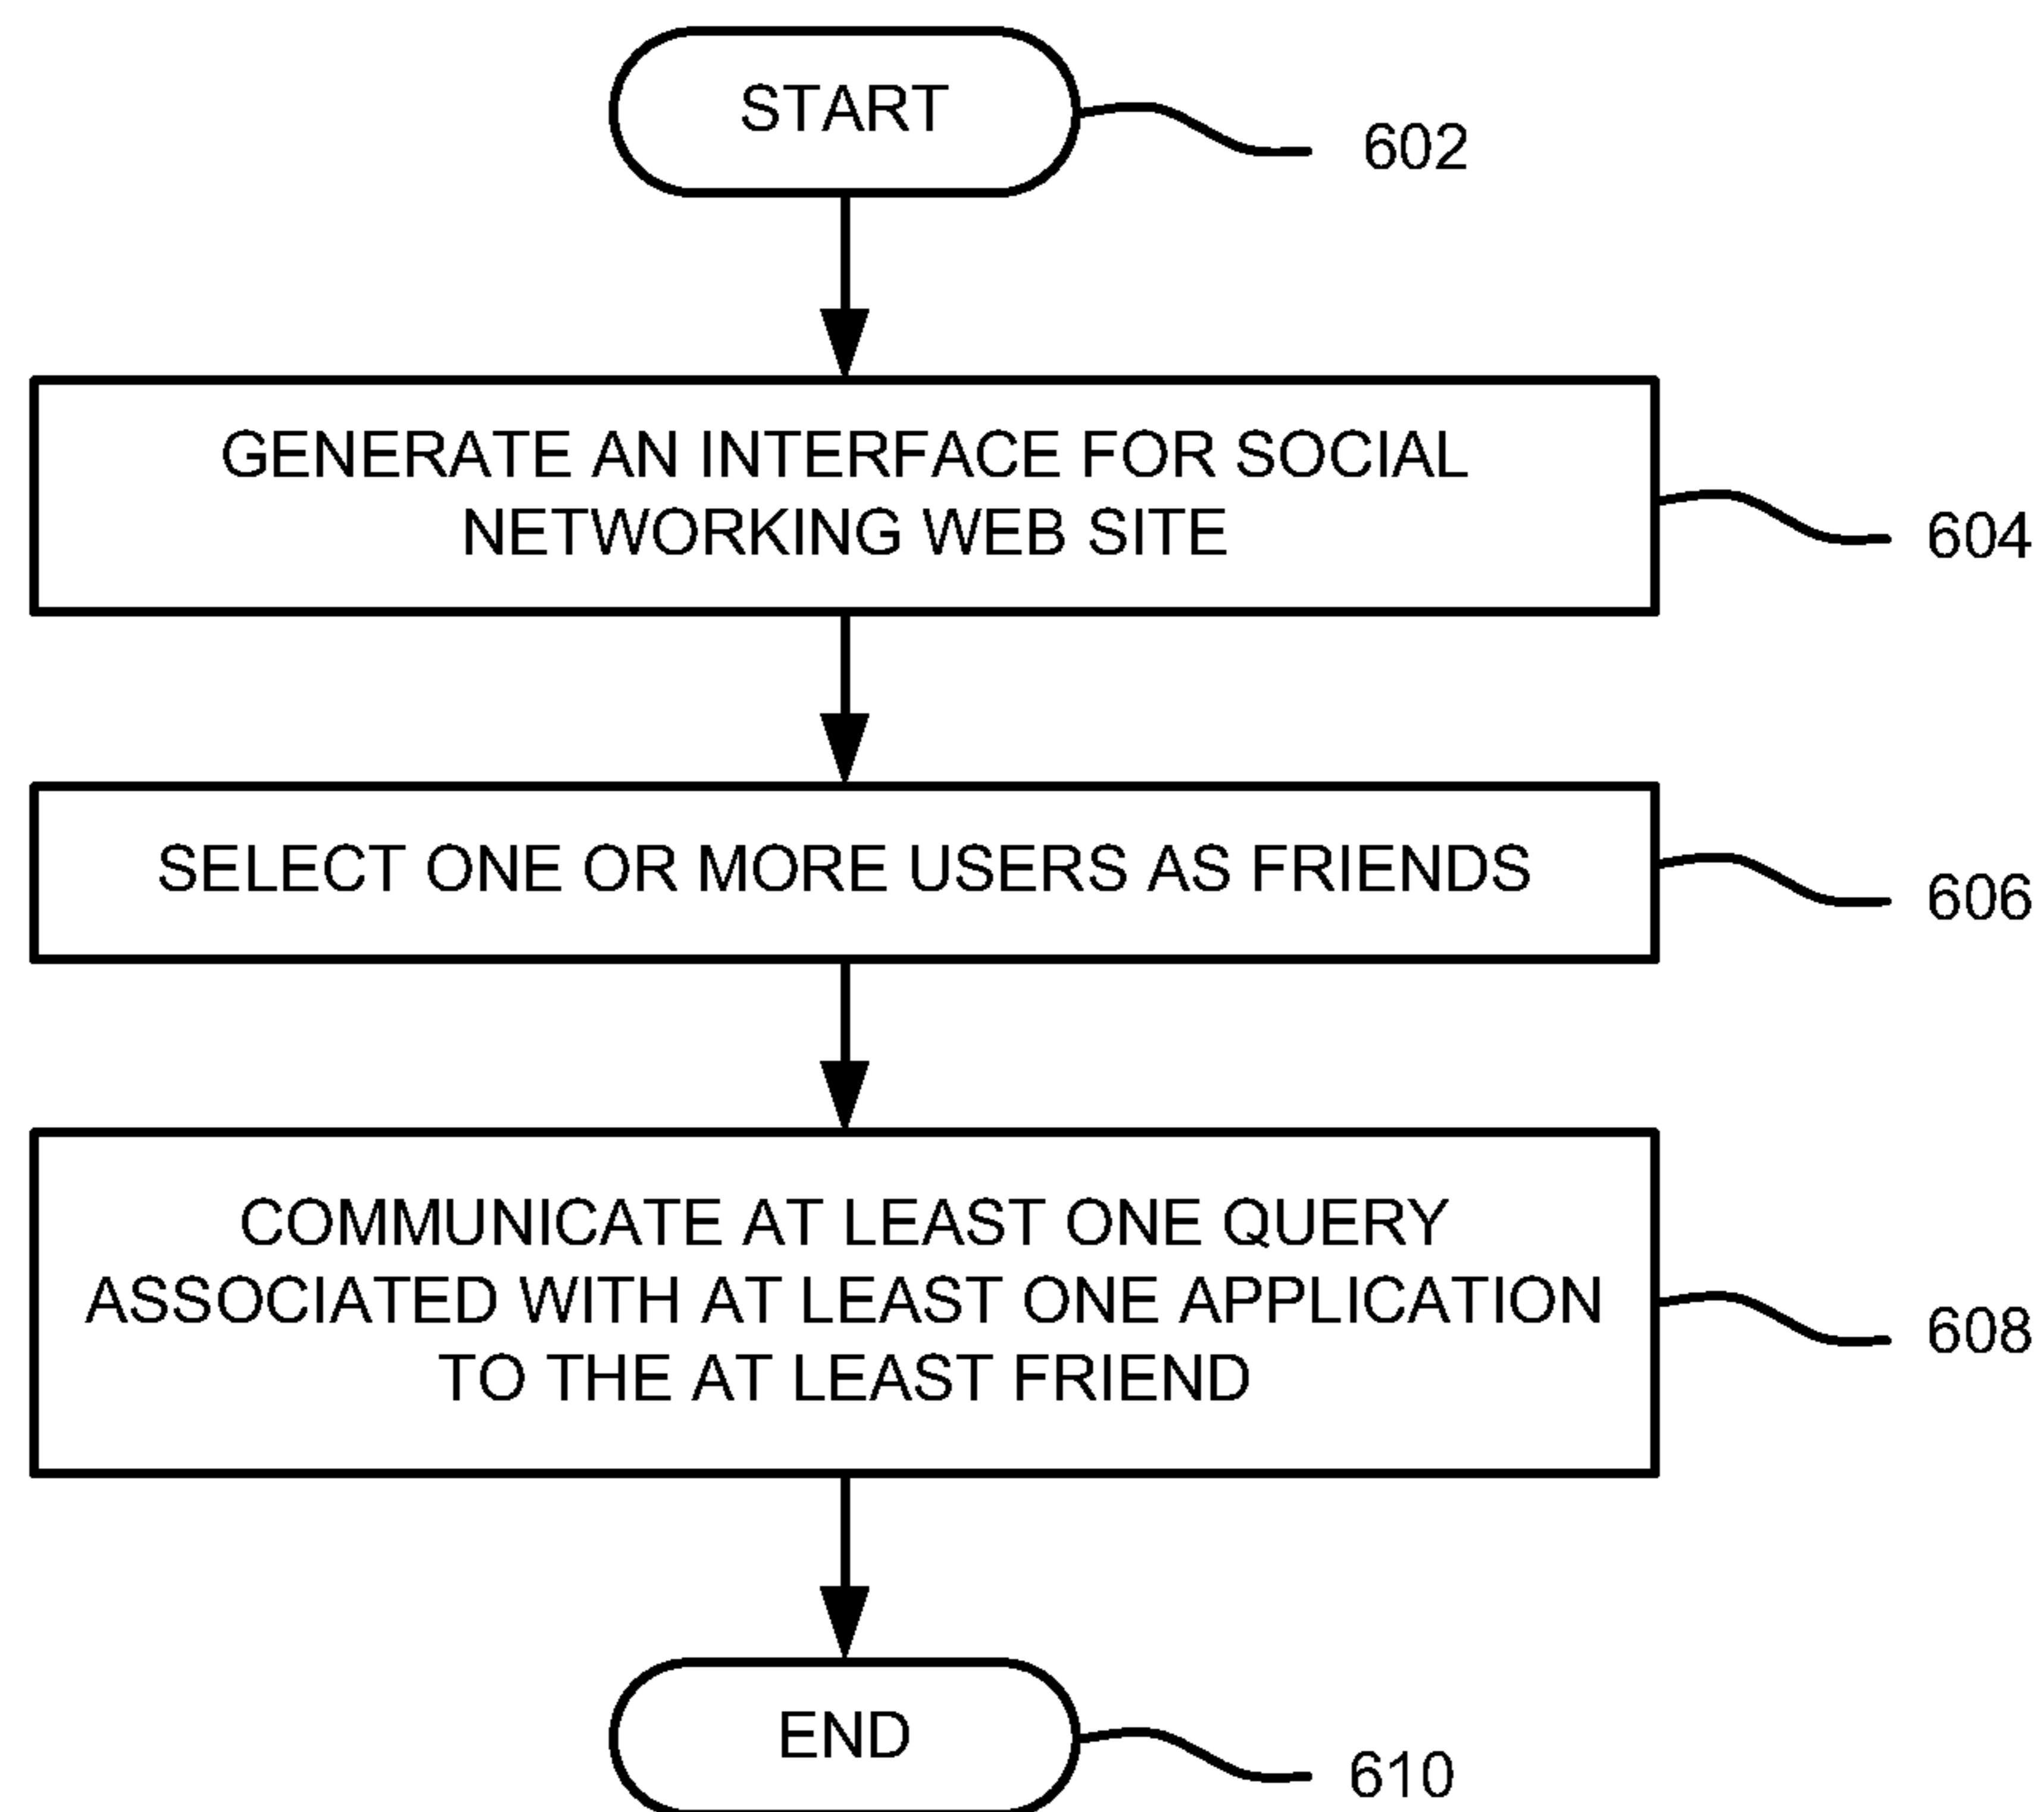 START
602
GENERATE AN INTERFACE FOR SOCIAL
NETWORKING WEB SITE
604
SELECT ONE OR MORE USERS AS FRIENDS
606
COMMUNICATE AT LEAST ONE QUERY
ASSOCIATED WITH AT LEAST ONE APPLICATION
TO THE AT LEAST FRIEND
608
END
610